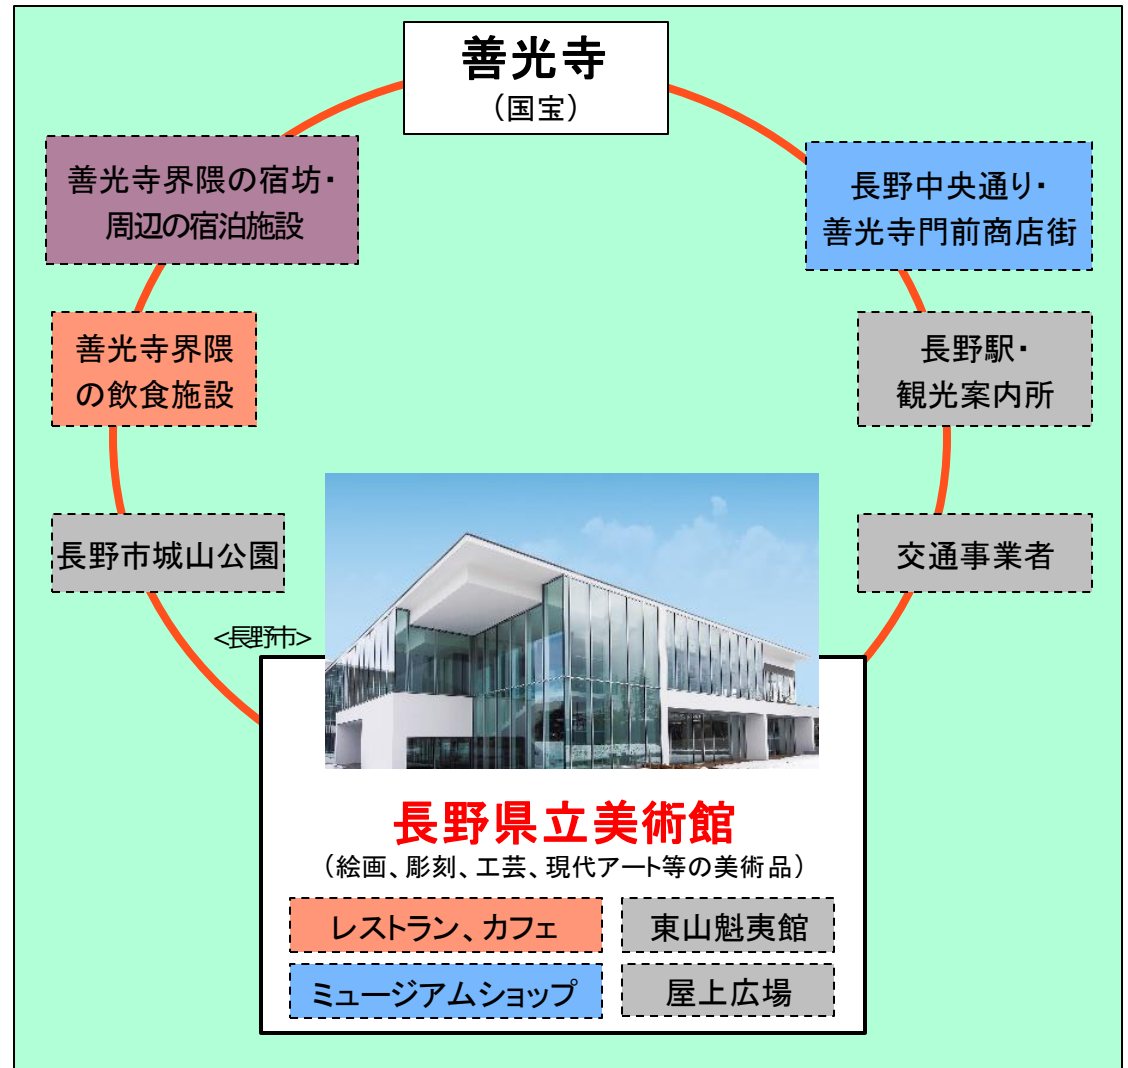 善光寺
（国宝）
善光寺界隈の宿坊・
周辺の宿泊施設
長野中央通り・
善光寺門前商店街
善光寺界隈
の飲食施設
長野駅・
観光案内所
長野市城山公園
交通事業者
<長野市>
長野県立美術館
（絵画、彫刻、工芸、現代アート等の美術品）
レストラン、カフェ
東山魁夷館
ミュージアムショップ
屋上広場